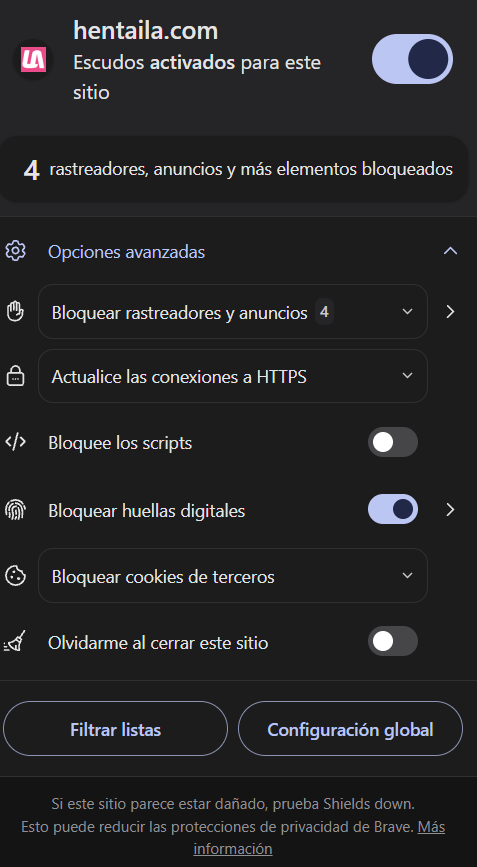 hentaila.com
Escudos activados para este
sitio
4 rastreadores, anuncios y más elementos bloqueados
Opciones avanzadas
Bloquear rastreadores y anuncios 4
Actualice las conexiones a HTTPS
Bloquee los scripts
Bloquear huellas digitales
Bloquear cookies de terceros
Olvidarme al cerrar este sitio
Filtrar listas
Configuración global
Si este sitio parece estar dañado, prueba Shields down.
Esto puede reducir las protecciones de privacidad de Brave. Más
información